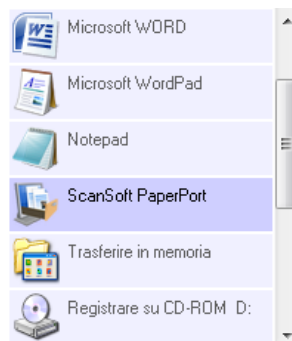 Microsoft WORD
Microsoft WordPad
Notepad
ScanSoft PaperPort
Trasferire in memoria
Registrare su CD-ROM  D: